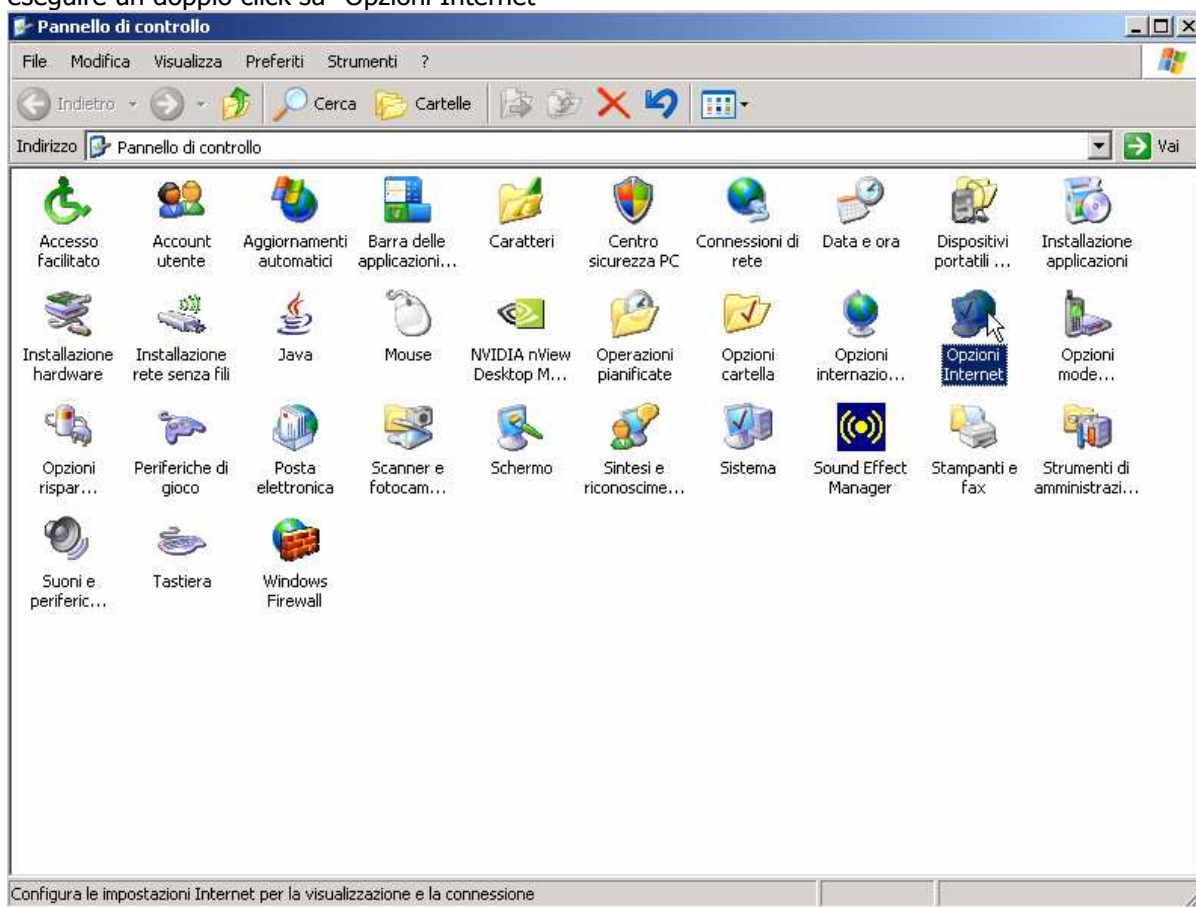 eseguire un doppio click su "Opzioni Internet"
Pannello di controllo
File Modifica Visualizza Preferiti Strumenti ?
Indietro Cerca Cartelle
Indirizzo Pannello di controllo Vai
Accesso Account Aggiornamenti Barra delle Caratteri Centro Connessioni di Data e ora Dispositivi Installazione
facilitato utente automatici applicazioni... sicurezza PC rete portatili ... applicazioni
Installazione Installazione Java Mouse NVIDIA nView Operazioni Opzioni Opzioni Opzioni Opzioni
hardware rete senza fili Desktop M... pianificate cartella internazio... Internet mode...
Opzioni Periferiche di Posta Scanner e Schermo Sintesi e Sistema Sound Effect Stampanti e Strumenti di
rispar... gioco elettronica fotocam... riconoscime... Manager fax amministrazi...
Suoni e Tastiera Windows
periferic... Firewall
Configura le impostazioni Internet per la visualizzazione e la connessione